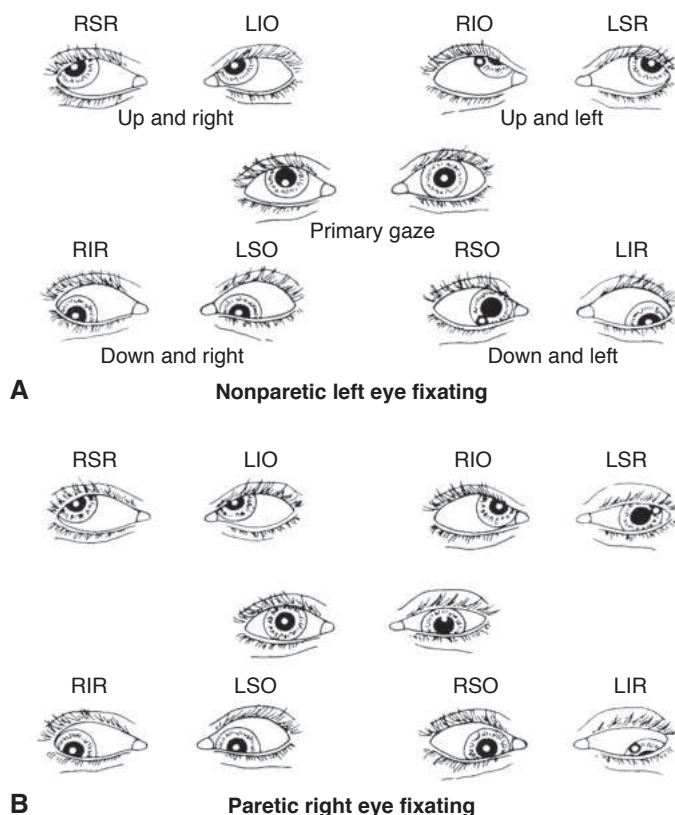 RSR LIO RIO LSR
Up and right Up and left
Primary gaze
RIR LSO RSO LIR
Down and right Down and left
A Nonparetic left eye fixating
RSR LIO RIO LSR
RIR LSO RSO LIR
B Paretic right eye fixating